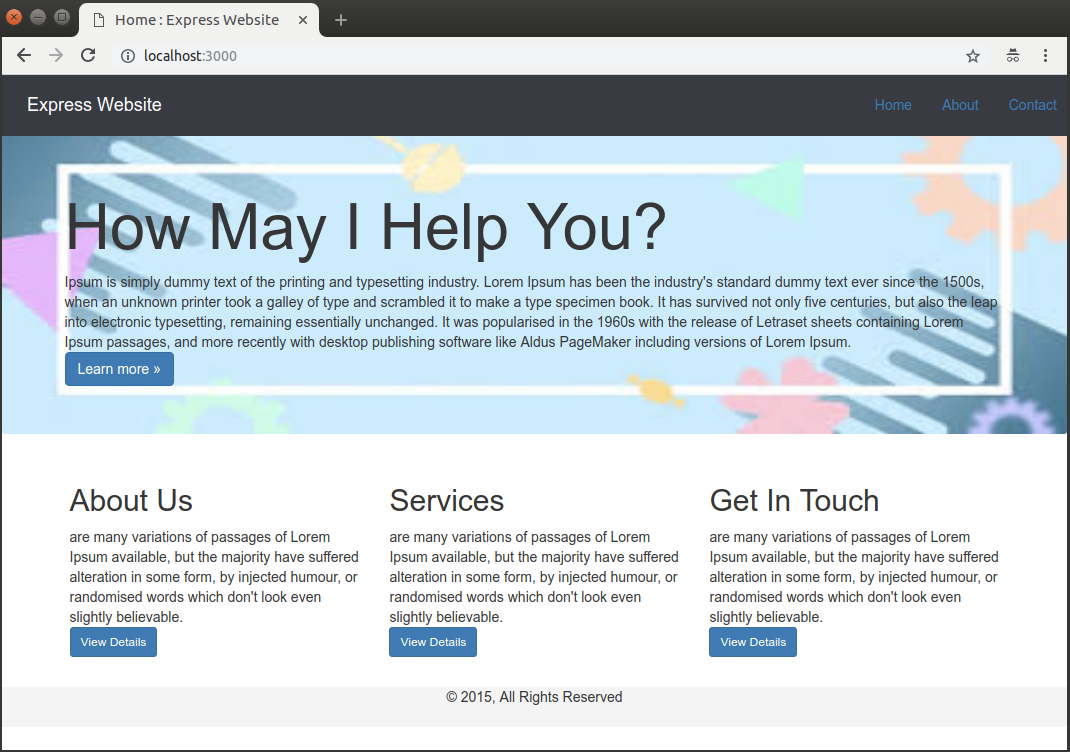 Home : Express Website
localhost:3000
Express Website
Home About Contact
How May I Help You?
Ipsum is simply dummy text of the printing and typesetting industry. Lorem Ipsum has been the industry's standard dummy text ever since the 1500s,
when an unknown printer took a galley of type and scrambled it to make a type specimen book. It has survived not only five centuries, but also the leap
into electronic typesetting, remaining essentially unchanged. It was popularised in the 1960s with the release of Letraset sheets containing Lorem
Ipsum passages, and more recently with desktop publishing software like Aldus PageMaker including versions of Lorem Ipsum.
Learn more »
About Us
are many variations of passages of Lorem
Ipsum available, but the majority have suffered
alteration in some form, by injected humour, or
randomised words which don't look even
slightly believable.
View Details
Services
are many variations of passages of Lorem
Ipsum available, but the majority have suffered
alteration in some form, by injected humour, or
randomised words which don't look even
slightly believable.
View Details
Get In Touch
are many variations of passages of Lorem
Ipsum available, but the majority have suffered
alteration in some form, by injected humour, or
randomised words which don't look even
slightly believable.
View Details
© 2015, All Rights Reserved